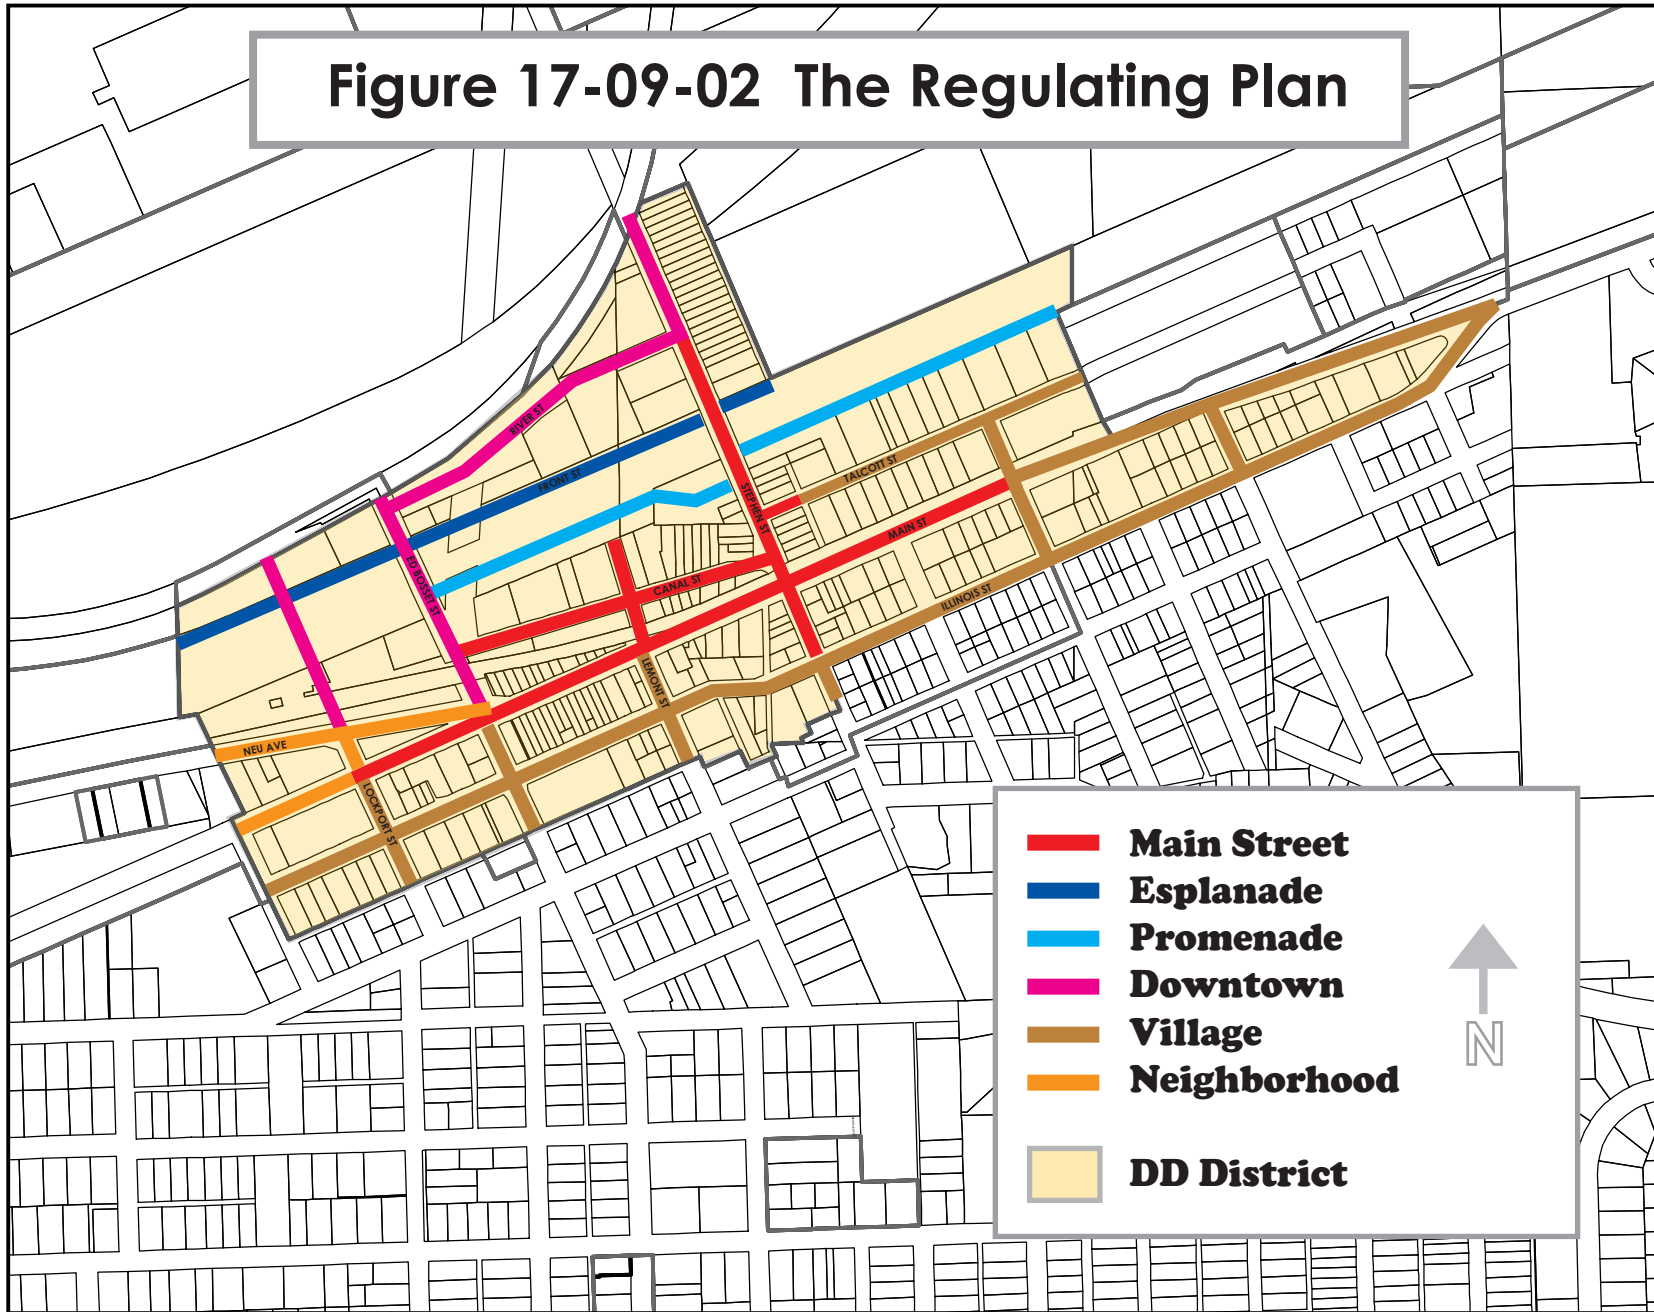 Figure 17-09-02 The Regulating Plan
RIVER ST
FRONT ST
STEPHEN ST
TALCOTT ST
MAIN ST
ED BOSSET ST
CANAL ST
ILLINOIS ST
LEMONT ST
NEU AVE
LOCKPORT ST
Main Street
Esplanade
Promenade
Downtown
Village
Neighborhood
DD District
N